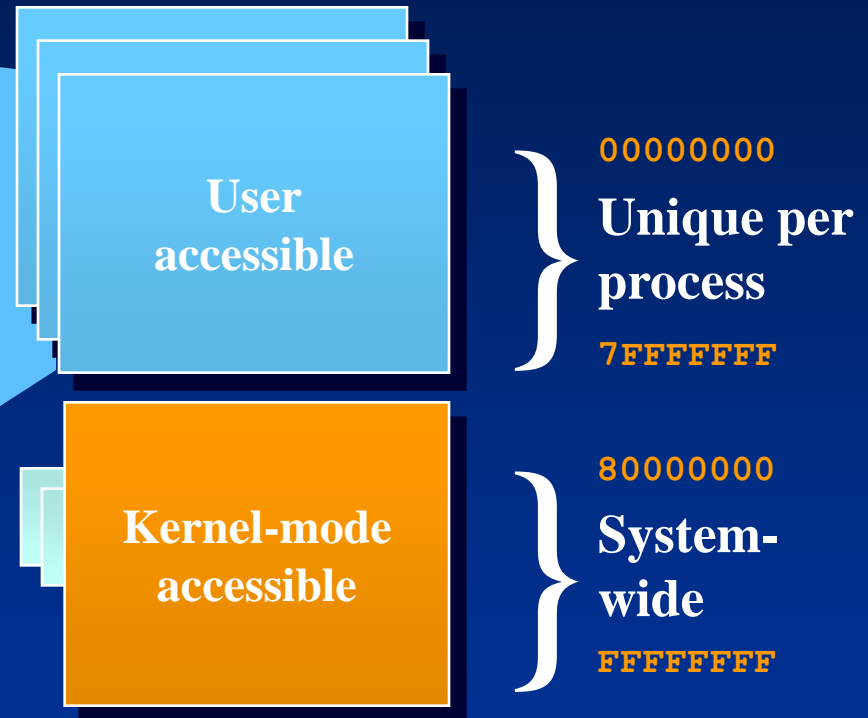 User
accessible
00000000
Unique per
process
7FFFFFFF
Kernel-mode
accessible
80000000
System-
wide
FFFFFFFF